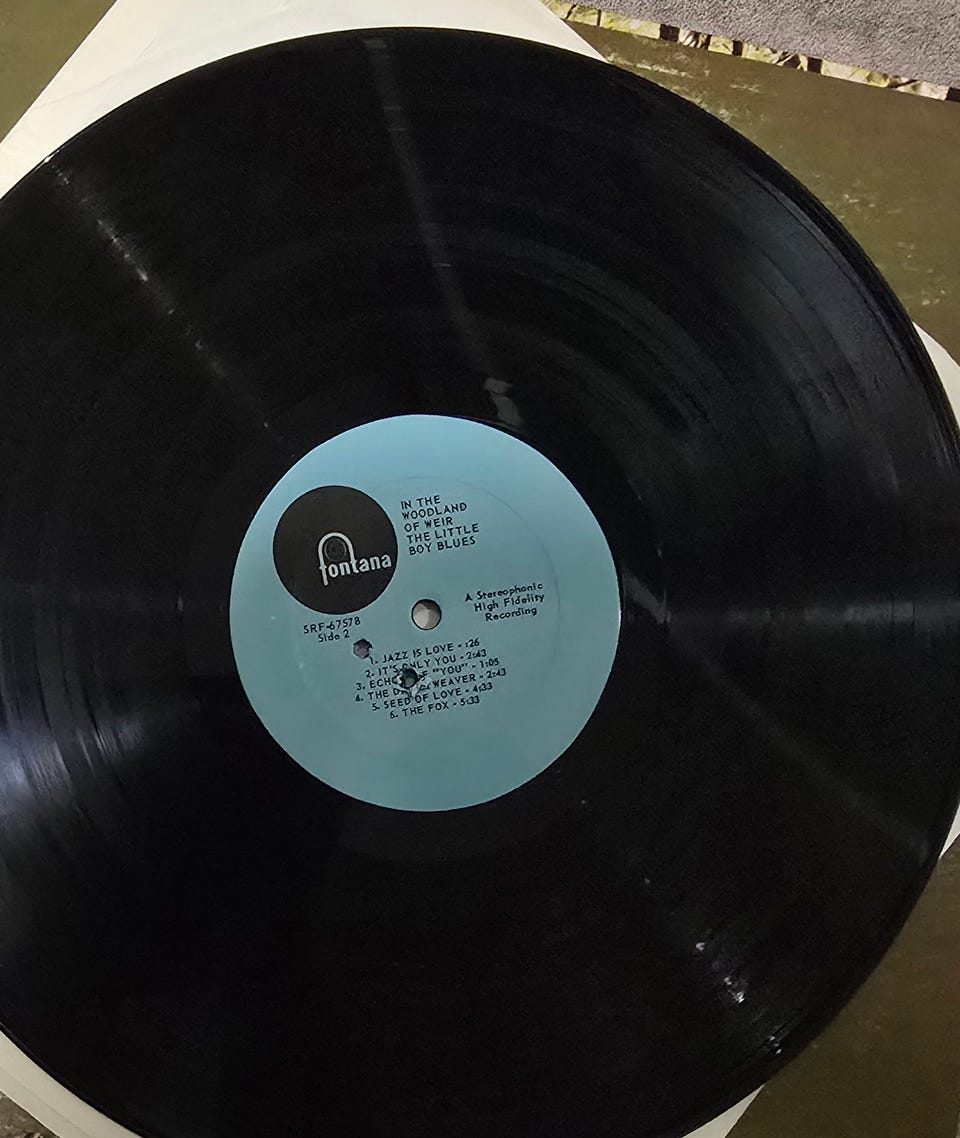 fontana
IN THE
WOODLAND
OF WEIR
THE LITTLE
BOY BLUES
A Stereophonic
High Fidelity
Recording
SRF-67578
Side 2
1. JAZZ IS LOVE - :26
2. IT'S ONLY YOU - 2:43
3. "YOU" - 1:05
4. THE WEAVER - 2:43
5. SEED OF LOVE - 4:33
6. THE FOX - 5:33